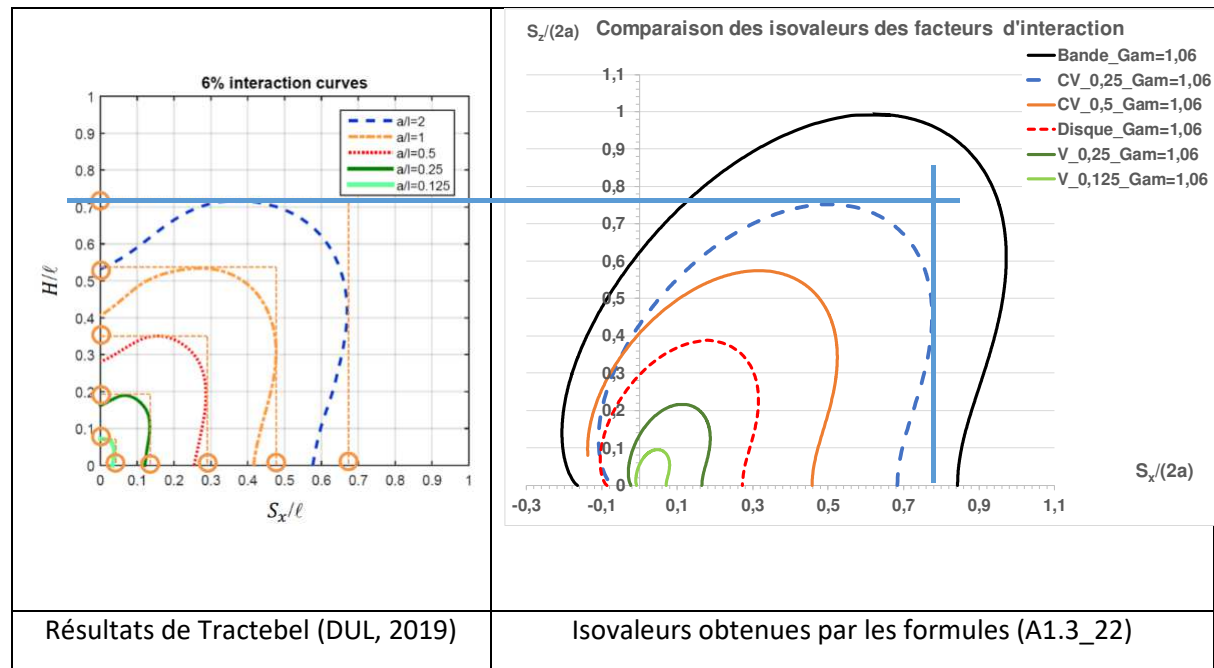 6% interaction curves
1
0.9
0.8
0.7
0.6
0.5
0.4
0.3
0.2
0.1
0
H/ℓ
0 0.1 0.2 0.3 0.4 0.5 0.6 0.7 0.8 0.9 1
Sx/ℓ
a/l=2
a/l=1
a/l=0.5
a/l=0.25
a/l=0.125
Sz/(2a) Comparaison des isovaleurs des facteurs d'interaction
Bande_Gam=1,06
CV_0,25_Gam=1,06
CV_0,5_Gam=1,06
Disque_Gam=1,06
V_0,25_Gam=1,06
V_0,125_Gam=1,06
1,1
1
0,9
0,8
0,7
0,6
0,5
0,4
0,3
0,2
0,1
0
Sx/(2a)
-0,3 -0,1 0,1 0,3 0,5 0,7 0,9 1,1
Résultats de Tractebel (DUL, 2019)
Isovaleurs obtenues par les formules (A1.3_22)